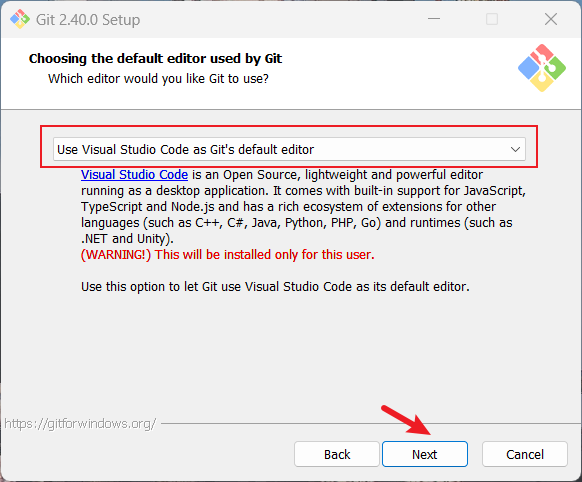 Git 2.40.0 Setup
Choosing the default editor used by Git
Which editor would you like Git to use?
Use Visual Studio Code as Git's default editor
Visual Studio Code is an Open Source, lightweight and powerful editor
running as a desktop application. It comes with built-in support for JavaScript,
TypeScript and Node.js and has a rich ecosystem of extensions for other
languages (such as C++, C#, Java, Python, PHP, Go) and runtimes (such as
.NET and Unity).
(WARNING!) This will be installed only for this user.
Use this option to let Git use Visual Studio Code as its default editor.
https://gitforwindows.org/
Back Next Cancel